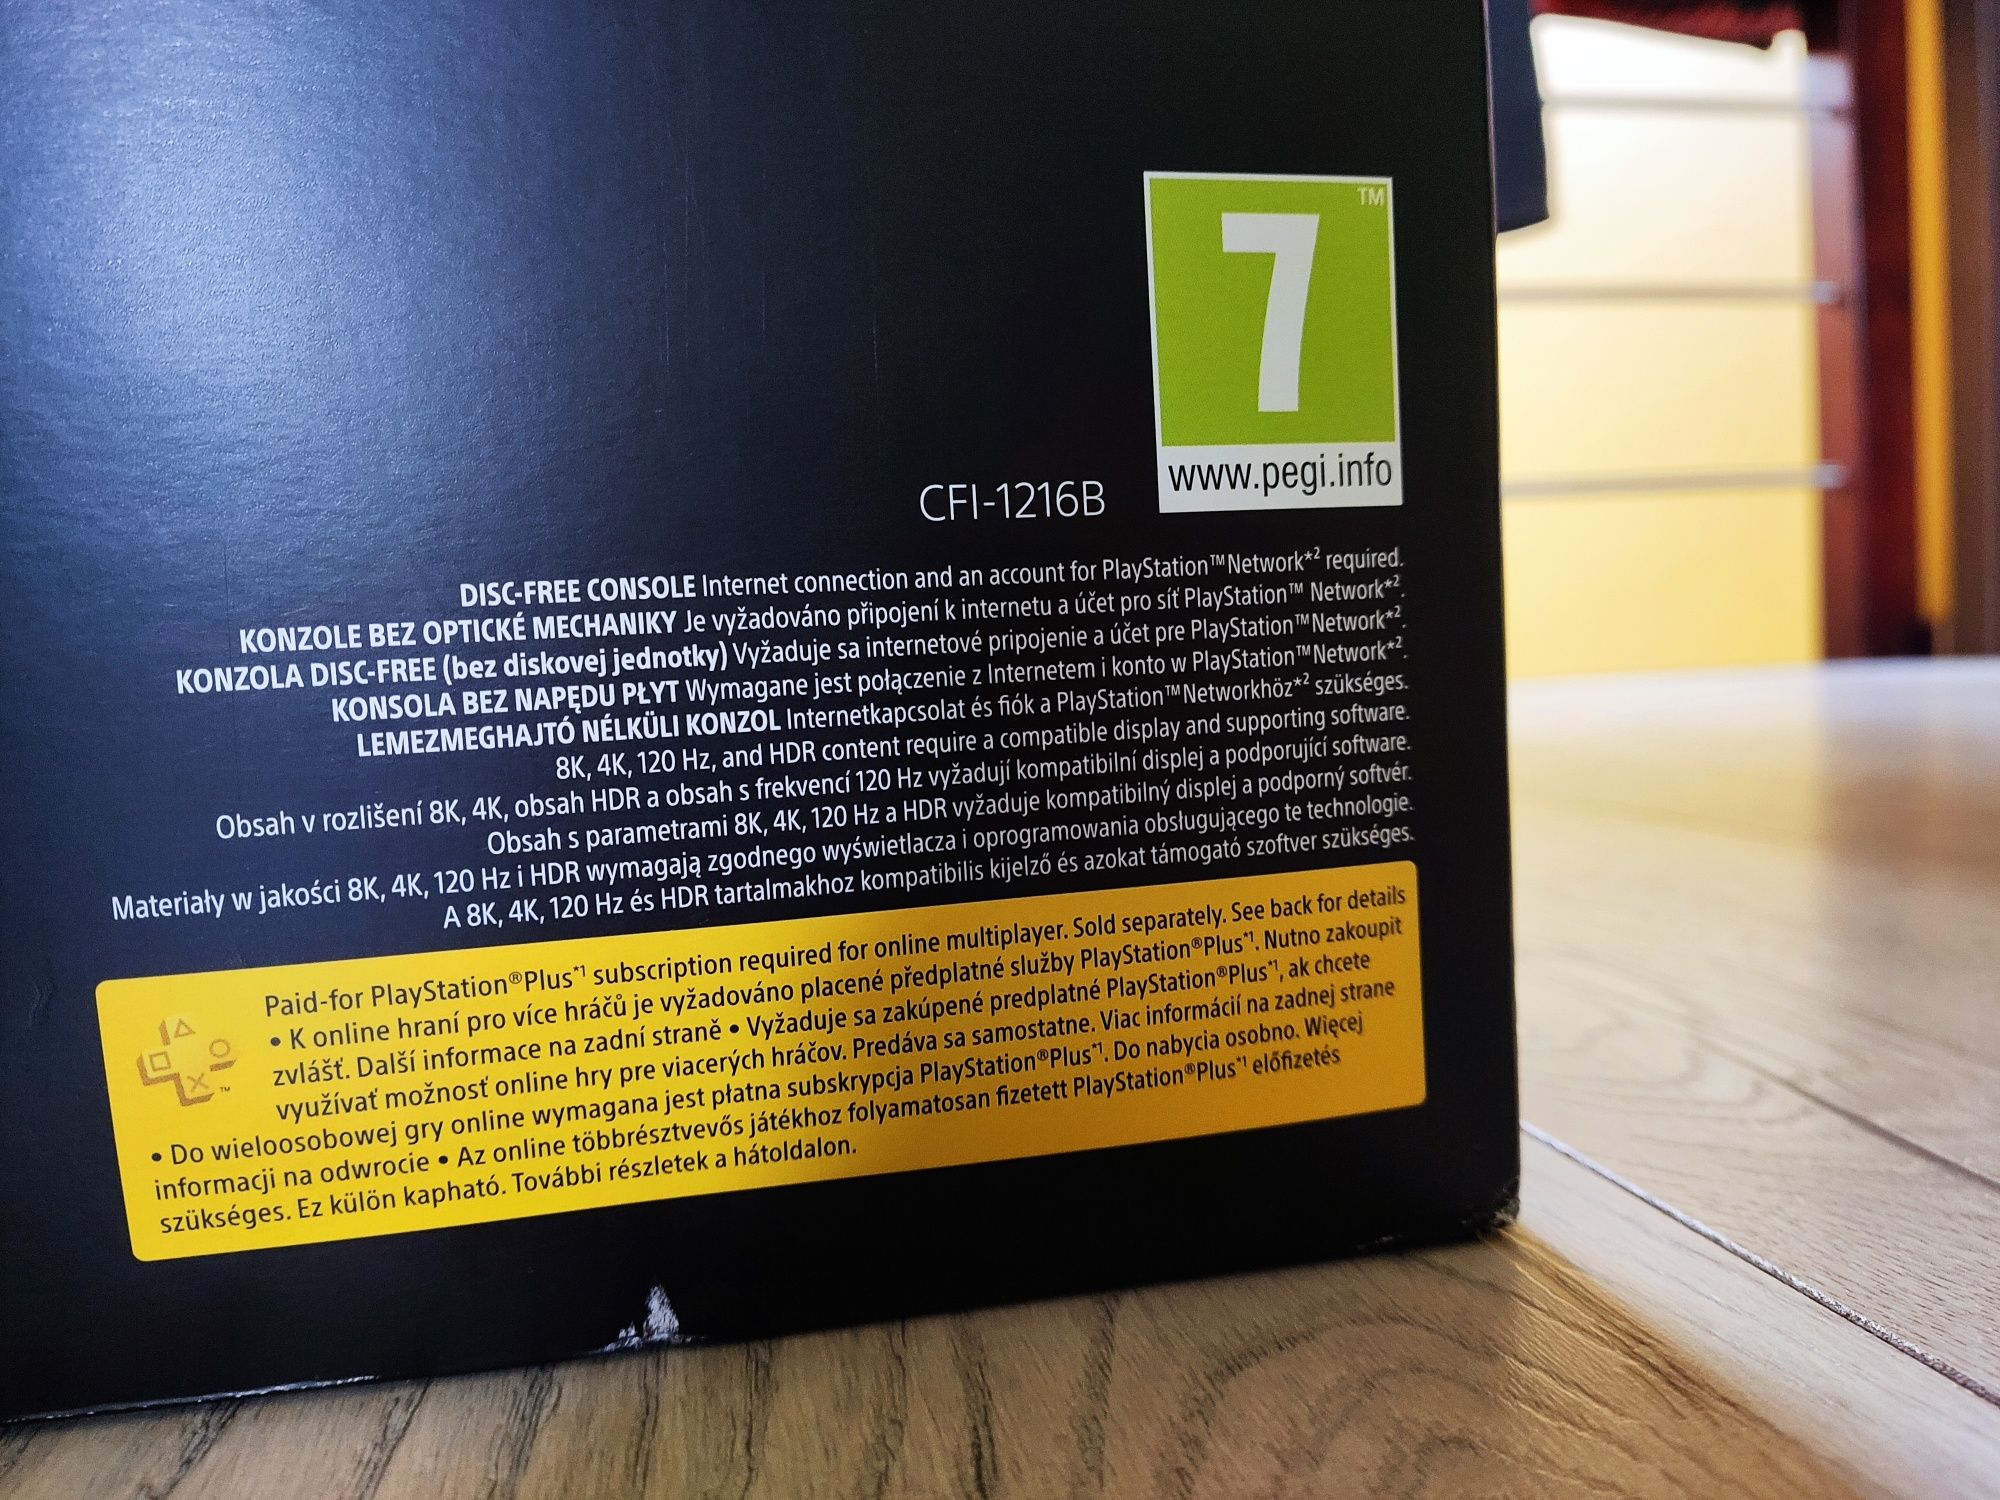 7™
www.pegi.info
CFI-1216B
DISC-FREE CONSOLE Internet connection and an account for PlayStation™Network*² required.
KONZOLE BEZ OPTICKÉ MECHANIKY Je vyžadováno připojení k internetu a účet pro síť PlayStation™ Network*².
KONZOLA DISC-FREE (bez diskovej jednotky) Vyžaduje sa internetové pripojenie a účet pre PlayStation™Network*².
KONSOLA BEZ NAPĘDU PŁYT Wymagane jest połączenie z Internetem i konto w PlayStation™Network*².
LEMEZMEGHAJTÓ NÉLKÜLI KONZOL Internetkapcsolat és fiók a PlayStation™Networkhöz*² szükséges.
8K, 4K, 120 Hz, and HDR content require a compatible display and supporting software.
Obsah v rozlišení 8K, 4K, obsah HDR a obsah s frekvencí 120 Hz vyžadují kompatibilní displej a podporující software.
Obsah s parametrami 8K, 4K, 120 Hz a HDR vyžaduje kompatibilný displej a podporný softvér.
Materiały w jakości 8K, 4K, 120 Hz i HDR wymagają zgodnego wyświetlacza i oprogramowania obsługującego te technologie.
A 8K, 4K, 120 Hz és HDR tartalmakhoz kompatibilis kijelző és azokat támogató szoftver szükséges.
Paid-for PlayStation®Plus*¹ subscription required for online multiplayer. Sold separately. See back for details
• K online hraní pro více hráčů je vyžadováno placené předplatné služby PlayStation®Plus*¹. Nutno zakoupit
zvlášť. Další informace na zadní straně • Vyžaduje sa zakúpené predplatné PlayStation®Plus*¹, ak chcete
využívať možnosť online hry pre viacerých hráčov. Predáva sa samostatne. Viac informácií na zadnej strane
• Do wieloosobowej gry online wymagana jest płatna subskrypcja PlayStation®Plus*¹. Do nabycia osobno. Więcej
informacji na odwrocie • Az online többrésztvevős játékhoz folyamatosan fizetett PlayStation®Plus*¹ előfizetés
szükséges. Ez külön kapható. További részletek a hátoldalon.